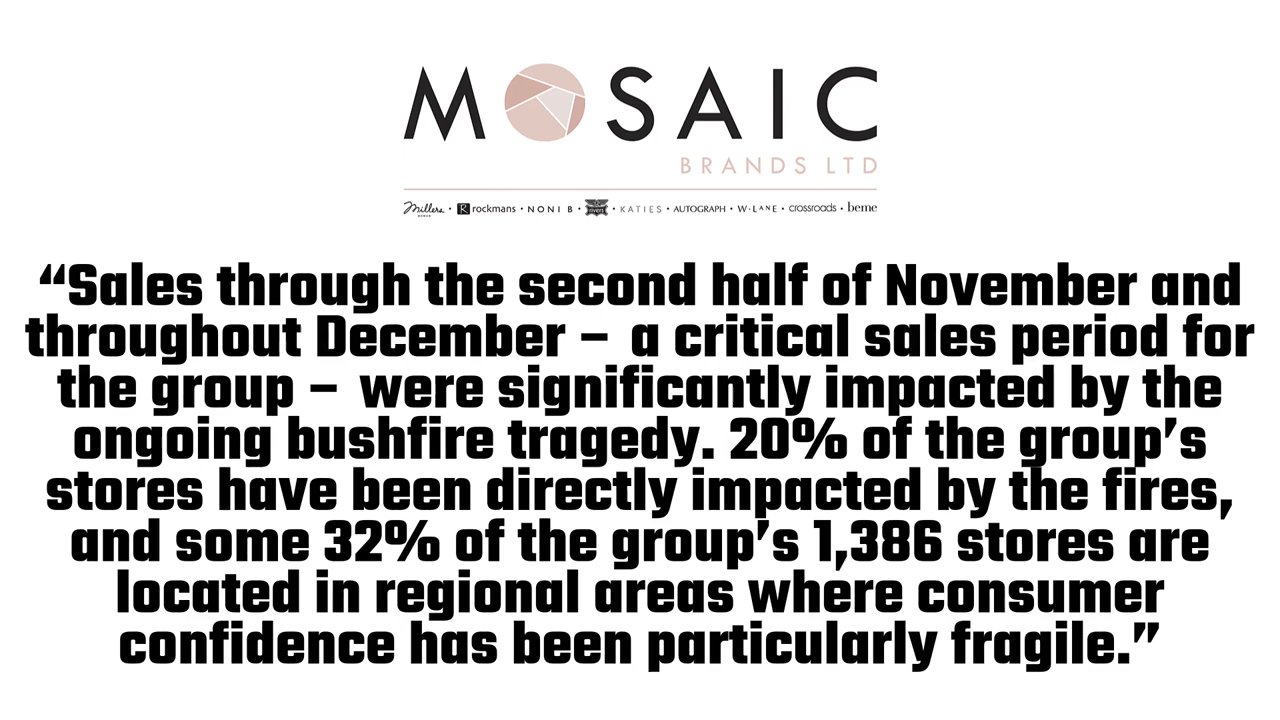 MOSAIC
BRANDS LTD
Millers · R rockmans · NONI B · rivers · KATIES · AUTOGRAPH · W·LANE · crossroads · beme
“Sales through the second half of November and
throughout December – a critical sales period for
the group – were significantly impacted by the
ongoing bushfire tragedy. 20% of the group’s
stores have been directly impacted by the fires,
and some 32% of the group’s 1,386 stores are
located in regional areas where consumer
confidence has been particularly fragile.”